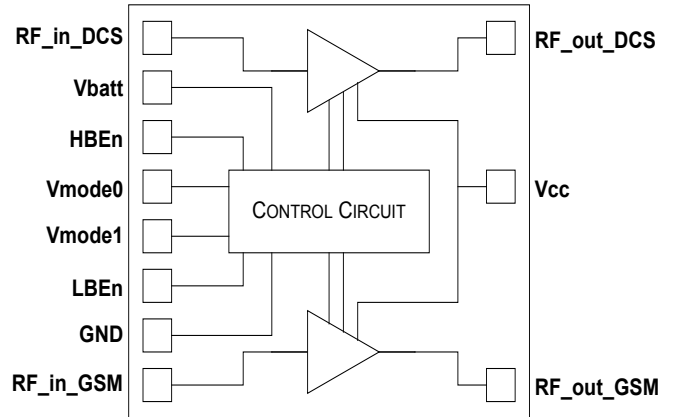 RF_in_DCS
Vbatt
HBEn
Vmode0
Vmode1
LBEn
GND
RF_in_GSM
CONTROL CIRCUIT
RF_out_DCS
Vcc
RF_out_GSM